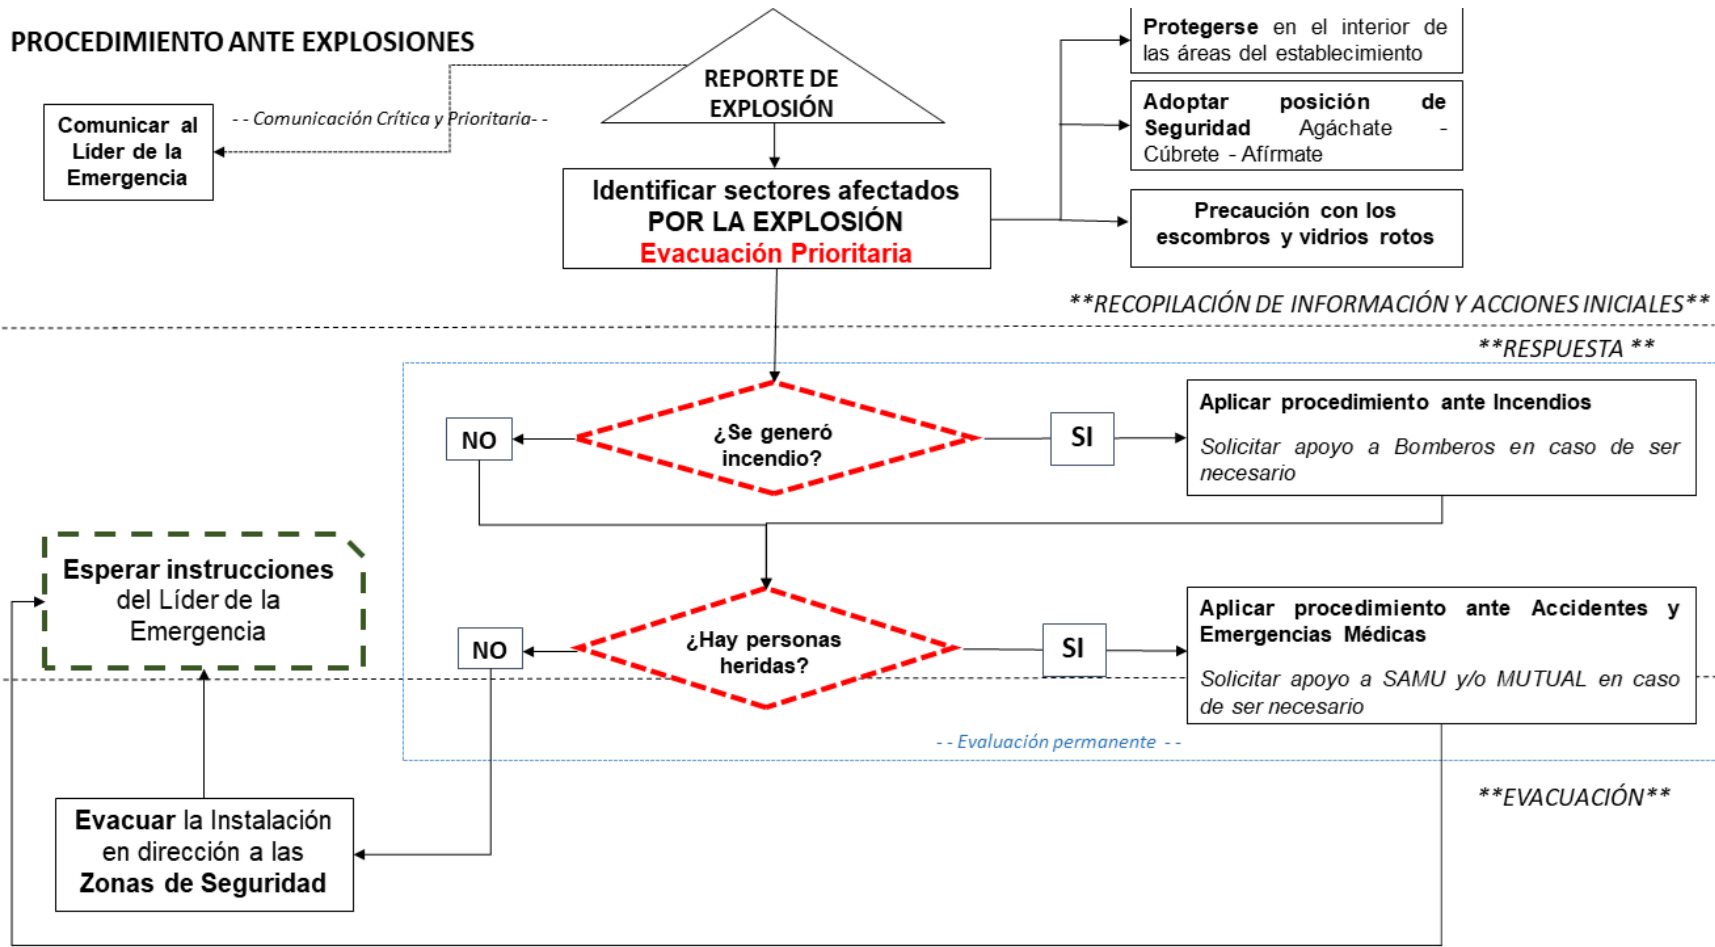 PROCEDIMIENTO ANTE EXPLOSIONES
REPORTE DE
EXPLOSIÓN
Comunicar al
Líder de la
Emergencia
- - Comunicación Crítica y Prioritaria- -
Identificar sectores afectados
POR LA EXPLOSIÓN
Evacuación Prioritaria
Protegerse en el interior de
las áreas del establecimiento
Adoptar posición de
Seguridad Agáchate -
Cúbrete - Afírmate
Precaución con los
escombros y vidrios rotos
**RECOPILACIÓN DE INFORMACIÓN Y ACCIONES INICIALES**
**RESPUESTA **
NO
¿Se generó
incendio?
SI
Aplicar procedimiento ante Incendios
Solicitar apoyo a Bomberos en caso de ser
necesario
Esperar instrucciones
del Líder de la
Emergencia
NO
¿Hay personas
heridas?
SI
Aplicar procedimiento ante Accidentes y
Emergencias Médicas
Solicitar apoyo a SAMU y/o MUTUAL en caso
de ser necesario
- - Evaluación permanente - -
**EVACUACIÓN**
Evacuar la Instalación
en dirección a las
Zonas de Seguridad